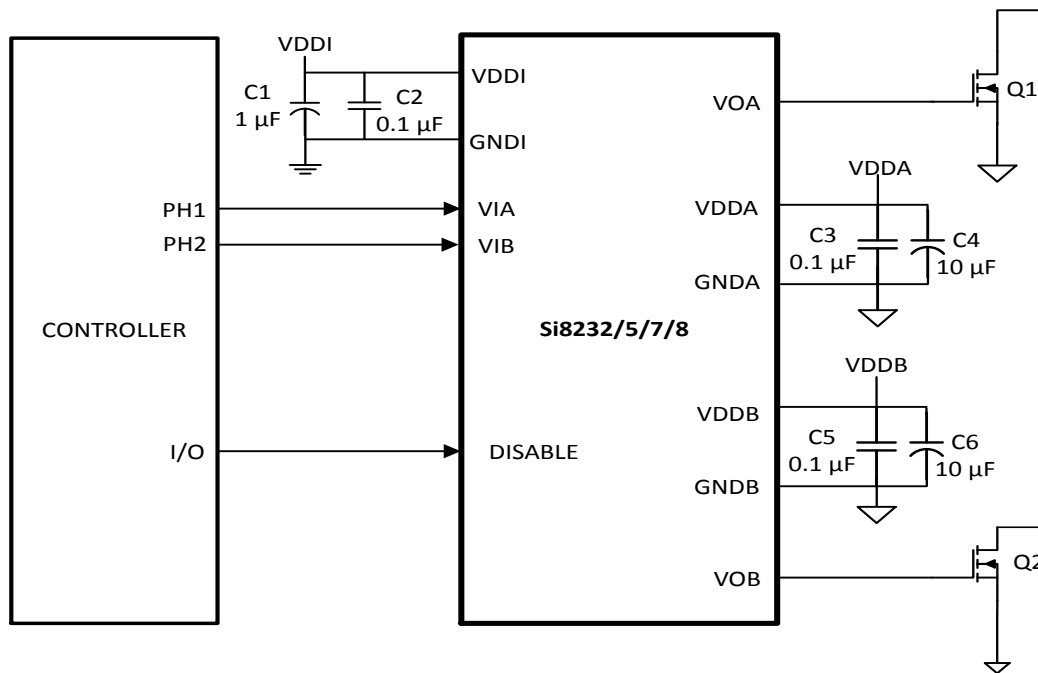 VDDI
C1
1 µF
C2
0.1 µF
VDDI
GNDI
PH1
PH2
VIA
VIB
CONTROLLER
Si8232/5/7/8
I/O
DISABLE
VOA
Q1
VDDA
VDDA
C3
0.1 µF
C4
10 µF
GNDA
VDDB
VDDB
C5
0.1 µF
C6
10 µF
GNDB
VOB
Q2